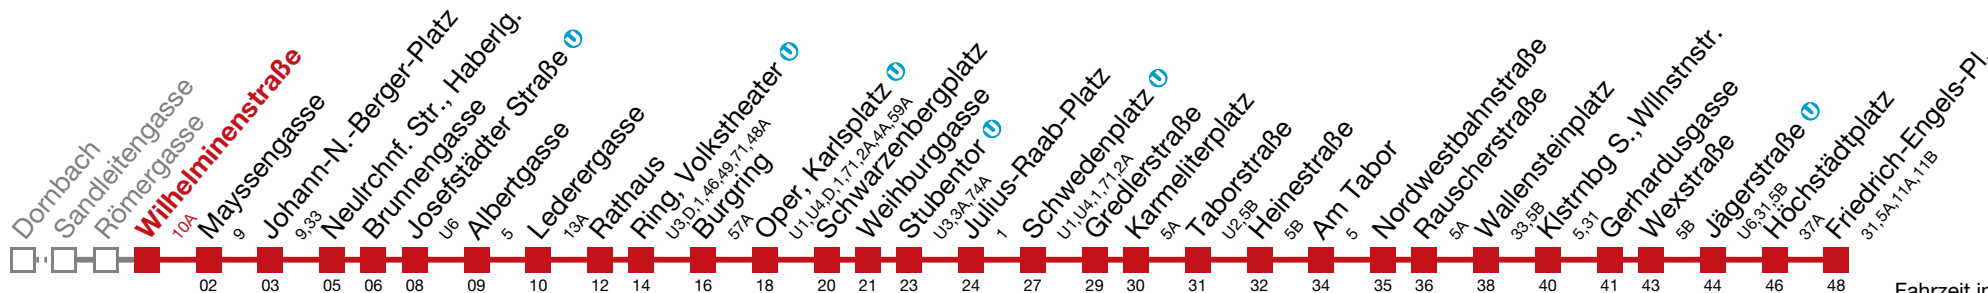 Dornbach
Sandleitengasse
Römergasse
Wilhelminenstraße
10A
Mayssengasse
9
Johann-N.-Berger-Platz
9,33
Neulrchnf. Str., Haberlg.
Brunnengasse
Josefstädter Straße U
U6
Albertgasse
5
Lederergasse
13A
Rathaus
Ring, Volkstheater U
U3,D,1,46,49,71,48A
Burgring
57A
Oper, Karlsplatz U
U1,U4,D,1,71,2A,4A,59A
Schwarzenbergplatz
Weihburggasse
Stubentor U
U3,3A,74A
Julius-Raab-Platz
1
Schwedenplatz U
U1,U4,1,71,2A
Gredlerstraße
Karmeliterplatz
5A
Taborstraße
U2,5B
Heinestraße
5B
Am Tabor
5
Nordwestbahnstraße
Rauscherstraße
5A
Wallensteinplatz
33,5B
Klstrnbg S., Wllnstnstr.
5,31
Gerhardusgasse
Wexstraße
5B
Jägerstraße U
U6,31,5B
Höchstädtplatz
37A
Friedrich-Engels-Pl.
31,5A,11A,11B
02 03 05 06 08 09 10 12 14 16 18 20 21 23 24 27 29 30 31 32 34 35 36 38 40 41 43 44 46 48
Fahrzeit in